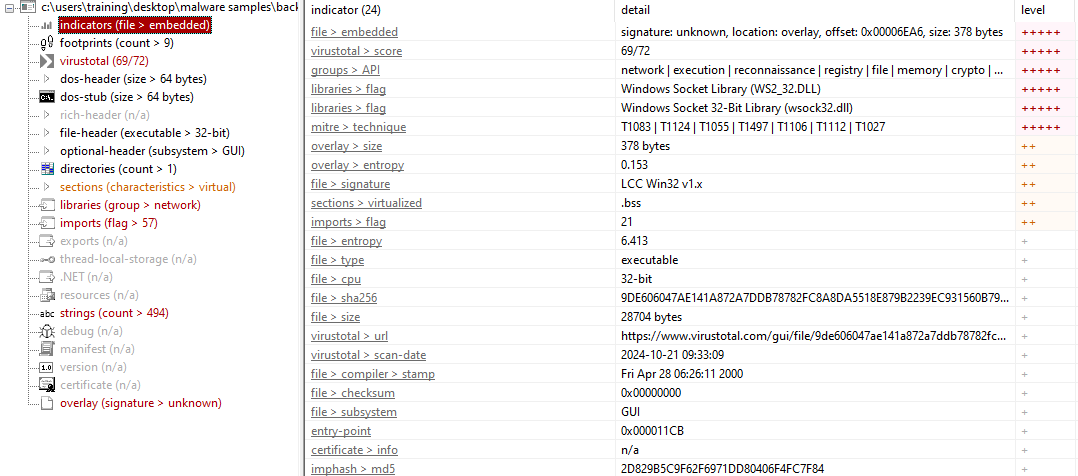 c:\users\training\desktop\malware samples\back
indicators (file > embedded)
footprints (count > 9)
virustotal (69/72)
dos-header (size > 64 bytes)
dos-stub (size > 64 bytes)
rich-header (n/a)
file-header (executable > 32-bit)
optional-header (subsystem > GUI)
directories (count > 1)
sections (characteristics > virtual)
libraries (group > network)
imports (flag > 57)
exports (n/a)
thread-local-storage (n/a)
.NET (n/a)
resources (n/a)
abc strings (count > 494)
debug (n/a)
manifest (n/a)
1.0 version (n/a)
certificate (n/a)
overlay (signature > unknown)
indicator (24) detail level
file > embedded signature: unknown, location: overlay, offset: 0x00006EA6, size: 378 bytes +++++
virustotal > score 69/72 +++++
groups > API network | execution | reconnaissance | registry | file | memory | crypto | ... +++++
libraries > flag Windows Socket Library (WS2_32.DLL) +++++
libraries > flag Windows Socket 32-Bit Library (wsock32.dll) +++++
mitre > technique T1083 | T1124 | T1055 | T1497 | T1106 | T1112 | T1027 +++++
overlay > size 378 bytes ++
overlay > entropy 0.153 ++
file > signature LCC Win32 v1.x ++
sections > virtualized .bss ++
imports > flag 21 ++
file > entropy 6.413 +
file > type executable +
file > cpu 32-bit +
file > sha256 9DE606047AE141A872A7DDB78782FC8A8DA5518E879B2239EC931560B79... +
file > size 28704 bytes +
virustotal > url https://www.virustotal.com/gui/file/9de606047ae141a872a7ddb78782fc... +
virustotal > scan-date 2024-10-21 09:33:09 +
file > compiler > stamp Fri Apr 28 06:26:11 2000 +
file > checksum 0x00000000 +
file > subsystem GUI +
entry-point 0x000011CB +
certificate > info n/a +
imphash > md5 2D829B5C9F62F6971DD80406F4FC7F84 +